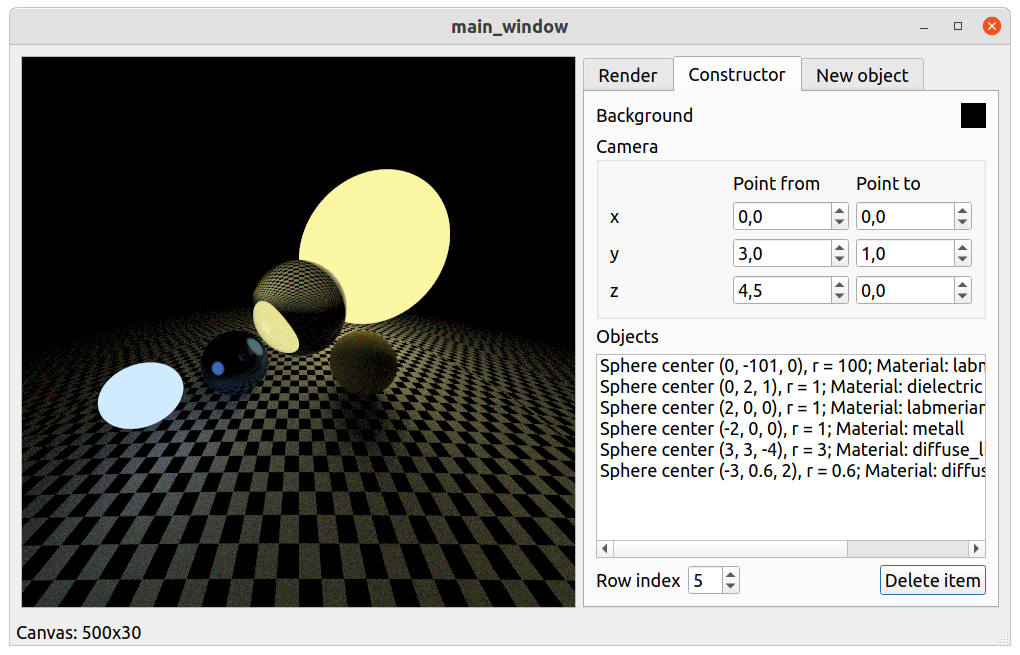 main_window
Render Constructor New object
Background
Camera
Point from Point to
x 0,0 0,0
y 3,0 1,0
z 4,5 0,0
Objects
Sphere center (0, -101, 0), r = 100; Material: labm
Sphere center (0, 2, 1), r = 1; Material: dielectric
Sphere center (2, 0, 0), r = 1; Material: labmerian
Sphere center (-2, 0, 0), r = 1; Material: metall
Sphere center (3, 3, -4), r = 3; Material: diffuse_li
Sphere center (-3, 0.6, 2), r = 0.6; Material: diffus
Row index 5 Delete item
Canvas: 500x30